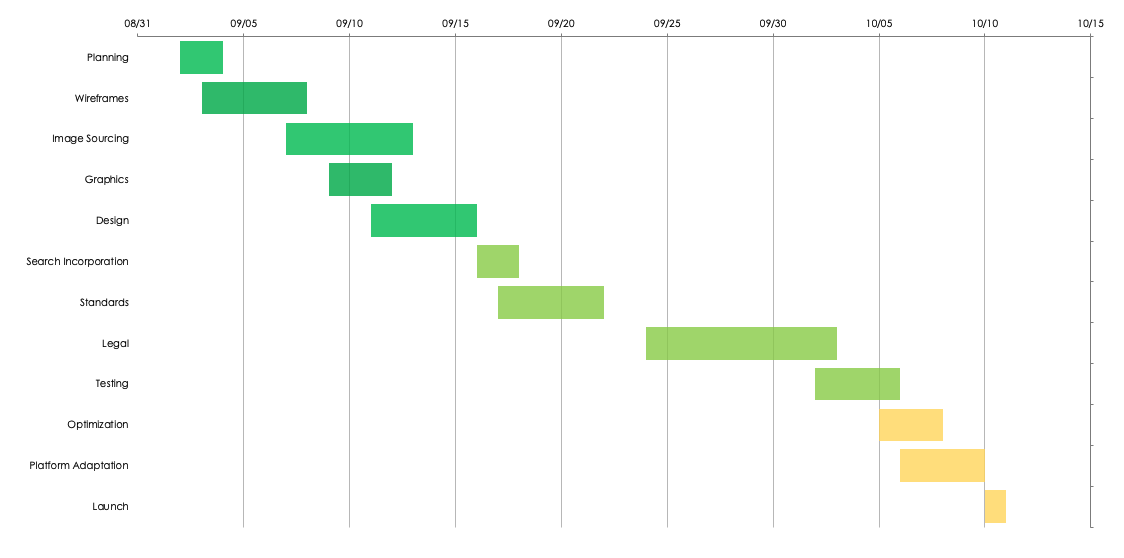 08/31 09/05 09/10 09/15 09/20 09/25 09/30 10/05 10/10 10/15
Planning
Wireframes
Image Sourcing
Graphics
Design
Search Incorporation
Standards
Legal
Testing
Optimization
Platform Adaptation
Launch